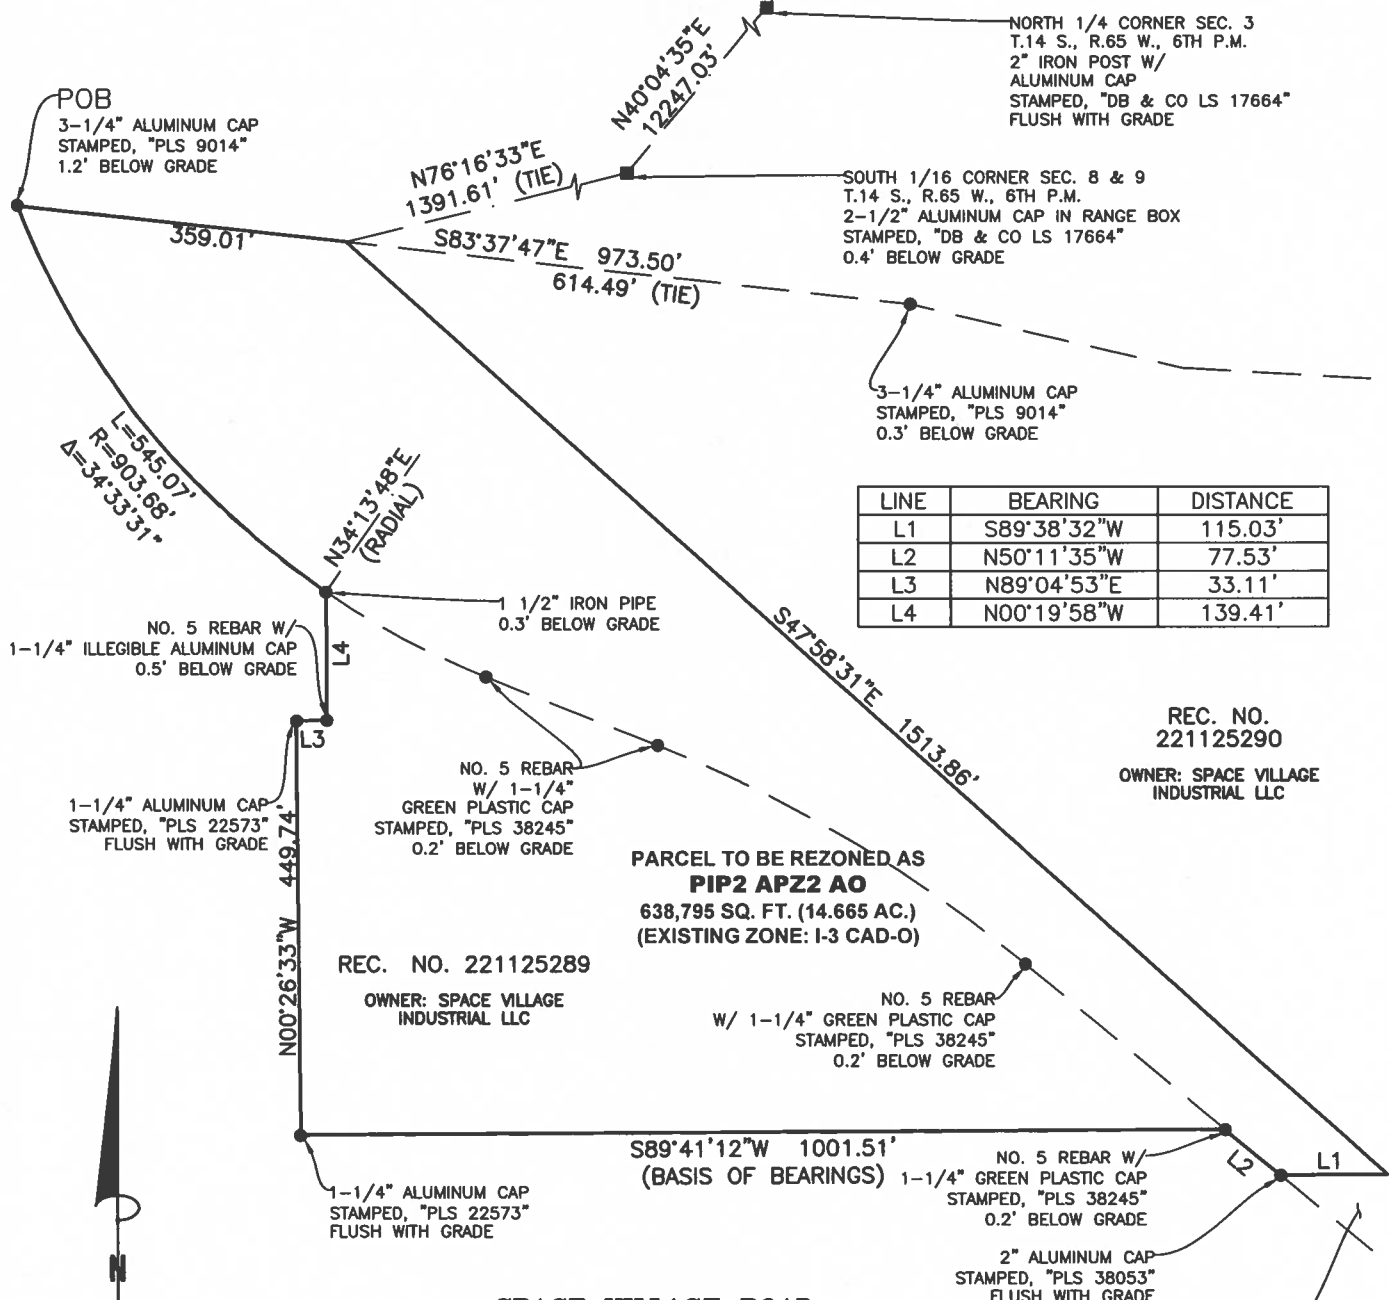 NORTH 1/4 CORNER SEC. 3
T.14 S., R.65 W., 6TH P.M.
2" IRON POST W/
ALUMINUM CAP
STAMPED, "DB & CO LS 17664"
FLUSH WITH GRADE
N40°04'35"E
12247.03'
POB
3-1/4" ALUMINUM CAP
STAMPED, "PLS 9014"
1.2' BELOW GRADE
N76°16'33"E
1391.61' (TIE)
SOUTH 1/16 CORNER SEC. 8 & 9
T.14 S., R.65 W., 6TH P.M.
2-1/2" ALUMINUM CAP IN RANGE BOX
STAMPED, "DB & CO LS 17664"
0.4' BELOW GRADE
359.01'
S83°37'47"E 973.50'
614.49' (TIE)
3-1/4" ALUMINUM CAP
STAMPED, "PLS 9014"
0.3' BELOW GRADE
L=545.07'
R=903.68'
Δ=34°33'31"
N34°13'48"E
(RADIAL)
LINE BEARING DISTANCE
L1 S89°38'32"W 115.03'
L2 N50°11'35"W 77.53'
L3 N89°04'53"E 33.11'
L4 N00°19'58"W 139.41'
1 1/2" IRON PIPE
0.3' BELOW GRADE
NO. 5 REBAR W/
1-1/4" ILLEGIBLE ALUMINUM CAP
0.5' BELOW GRADE
L4
L3
S47°58'31"E 1513.86'
REC. NO.
221125290
OWNER: SPACE VILLAGE
INDUSTRIAL LLC
NO. 5 REBAR
W/ 1-1/4"
GREEN PLASTIC CAP
STAMPED, "PLS 38245"
0.2' BELOW GRADE
1-1/4" ALUMINUM CAP
STAMPED, "PLS 22573"
FLUSH WITH GRADE
N00°26'33"W 449.74'
PARCEL TO BE REZONED AS
PIP2 APZ2 AO
638,795 SQ. FT. (14.665 AC.)
(EXISTING ZONE: I-3 CAD-O)
REC. NO. 221125289
OWNER: SPACE VILLAGE
INDUSTRIAL LLC
NO. 5 REBAR
W/ 1-1/4" GREEN PLASTIC CAP
STAMPED, "PLS 38245"
0.2' BELOW GRADE
S89°41'12"W 1001.51'
(BASIS OF BEARINGS)
NO. 5 REBAR W/
1-1/4" GREEN PLASTIC CAP
STAMPED, "PLS 38245"
0.2' BELOW GRADE
L2
L1
1-1/4" ALUMINUM CAP
STAMPED, "PLS 22573"
FLUSH WITH GRADE
2" ALUMINUM CAP
STAMPED, "PLS 38053"
FLUSH WITH GRADE
N
SPACE VILLAGE ROAD